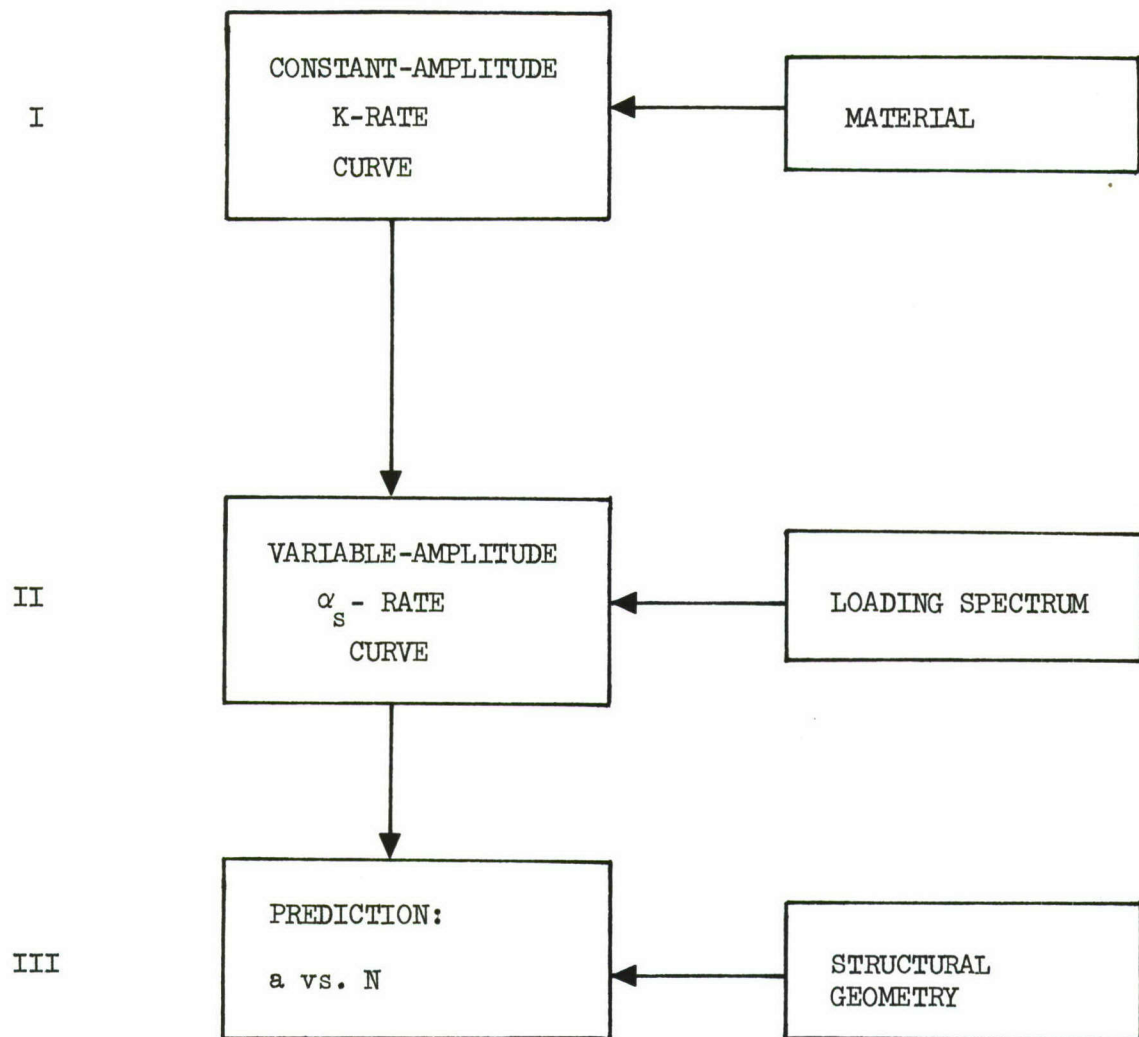 I
CONSTANT-AMPLITUDE
K-RATE
CURVE
MATERIAL
II
VARIABLE-AMPLITUDE
αs - RATE
CURVE
LOADING SPECTRUM
III
PREDICTION:
a vs. N
STRUCTURAL
GEOMETRY